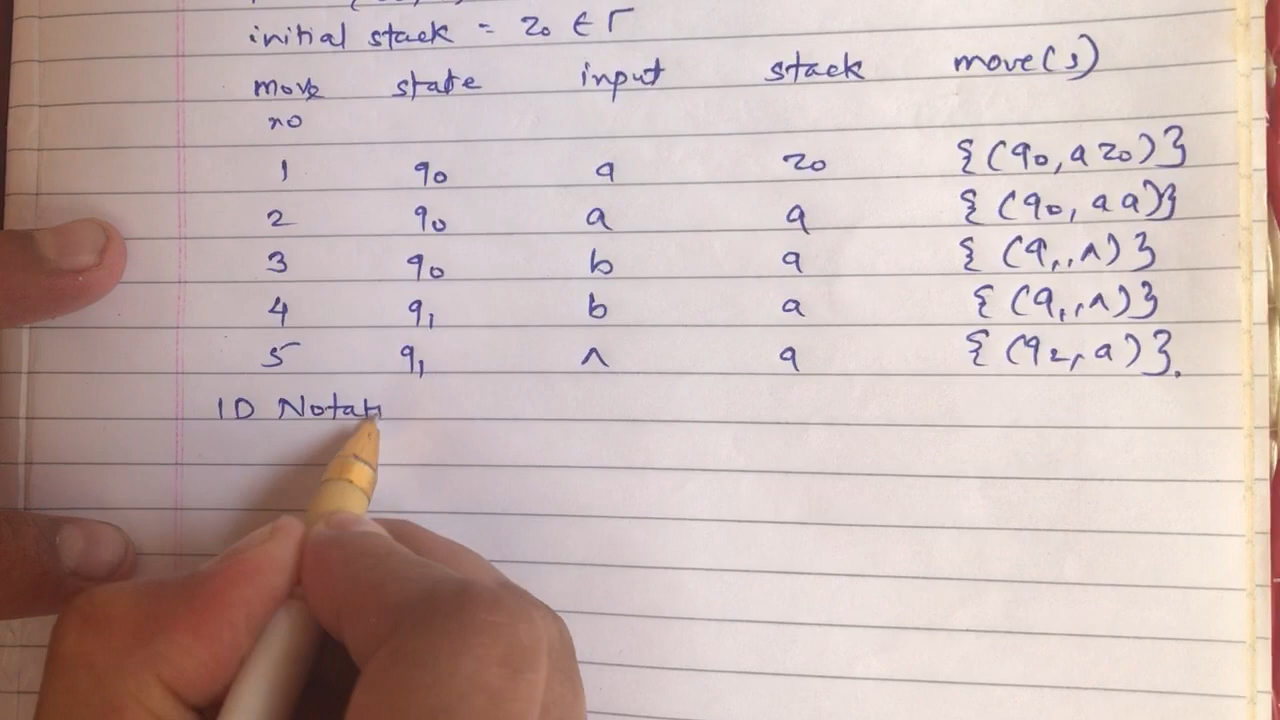 initial stack = z0 ∈ Γ
move state input stack move(s)
no
1 q0 a z0 {(q0, a z0)}
2 q0 a a {(q0, aa)}
3 q0 b a {(q1, ʌ)}
4 q1 b a {(q1, ʌ)}
5 q1 ʌ a {(q2, a)}.
ID Notati